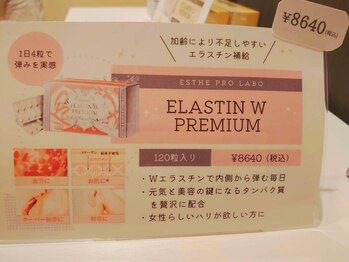 ¥8640(税込)
加齢により不足しやすい
エラスチン補給
1日4粒で
弾みを実感
ESTHE PRO LABO
ELASTIN W
PREMIUM
120粒入り
¥8640(税込)
・Wエラスチンで内側から弾む毎日
・元気と美容の鍵になるタンパク質
を贅沢に配合
・女性らしいハリが欲しい方に